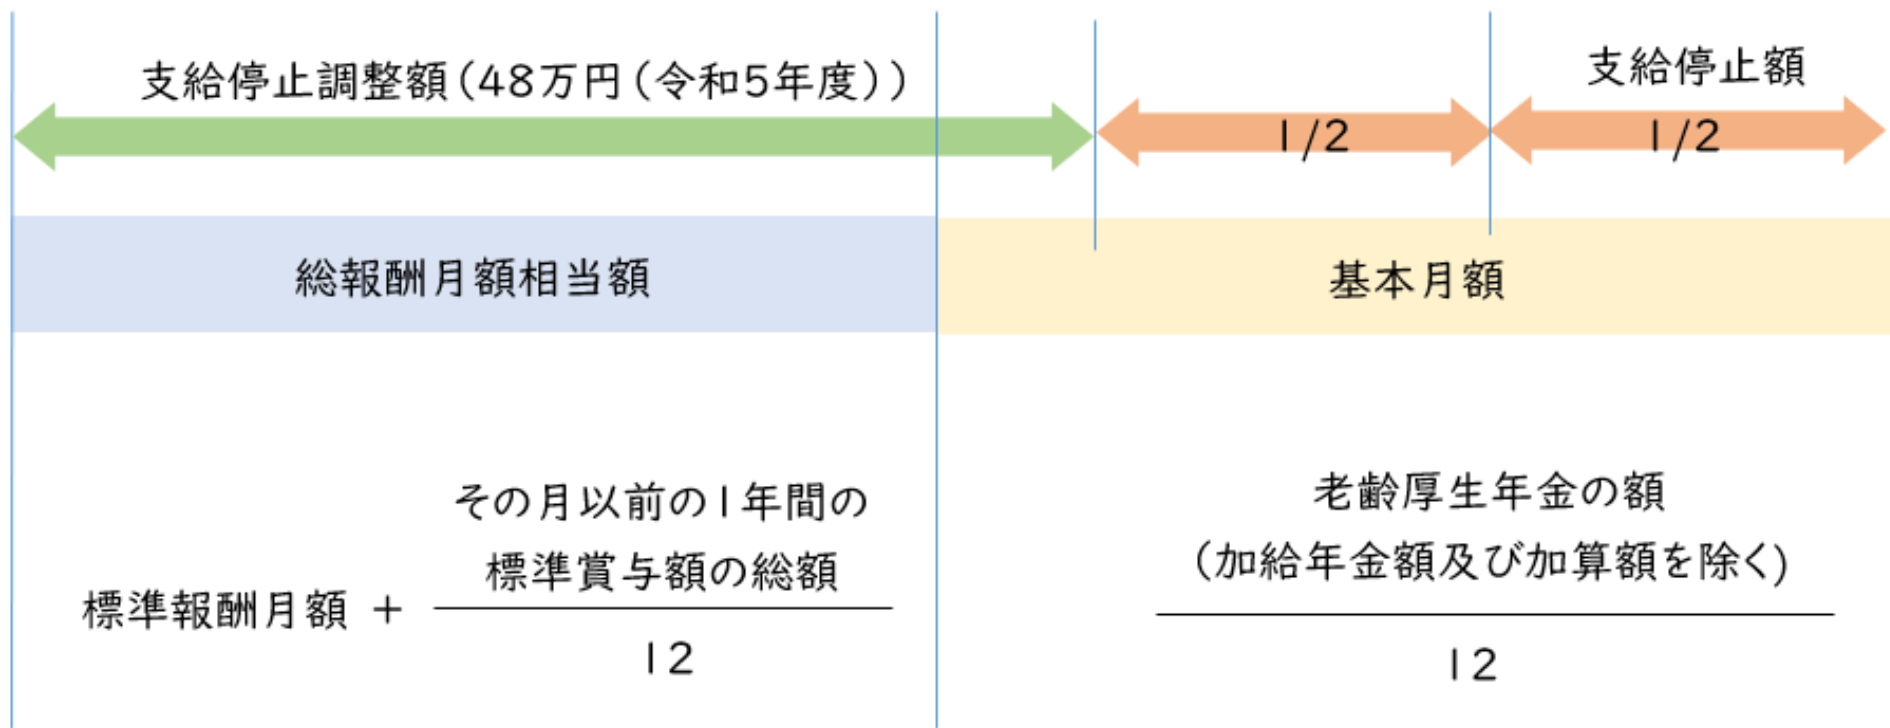 支給停止調整額(48万円(令和5年度))
支給停止額
1/2
1/2
総報酬月額相当額
基本月額
その月以前の1年間の
標準賞与額の総額
標準報酬月額 +
12
老齢厚生年金の額
(加給年金額及び加算額を除く)
12